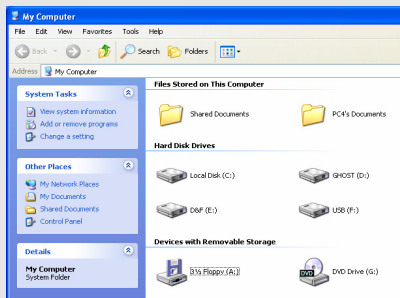 My Computer
File Edit View Favorites Tools Help
Back Search Folders
Address My Computer
System Tasks
View system information
Add or remove programs
Change a setting
Other Places
My Network Places
My Documents
Shared Documents
Control Panel
Details
My Computer
System Folder
Files Stored on This Computer
Shared Documents PC4's Documents
Hard Disk Drives
Local Disk (C:) GHOST (D:)
D&F (E:) USB (F:)
Devices with Removable Storage
3½ Floppy (A:) DVD DVD Drive (G:)